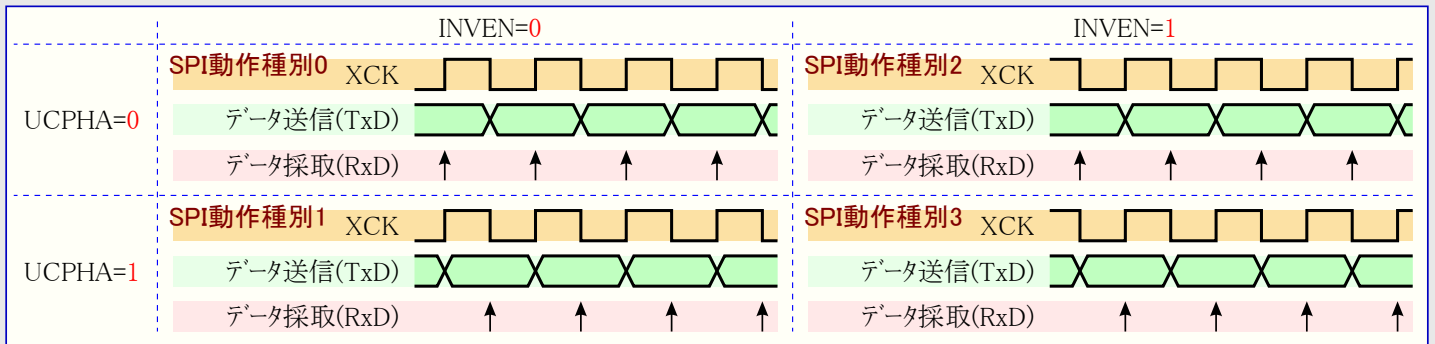 INVEN=0
INVEN=1
UCPHA=0
SPI動作種別0
XCK
データ送信(TxD)
データ採取(RxD)
SPI動作種別2
XCK
データ送信(TxD)
データ採取(RxD)
UCPHA=1
SPI動作種別1
XCK
データ送信(TxD)
データ採取(RxD)
SPI動作種別3
XCK
データ送信(TxD)
データ採取(RxD)